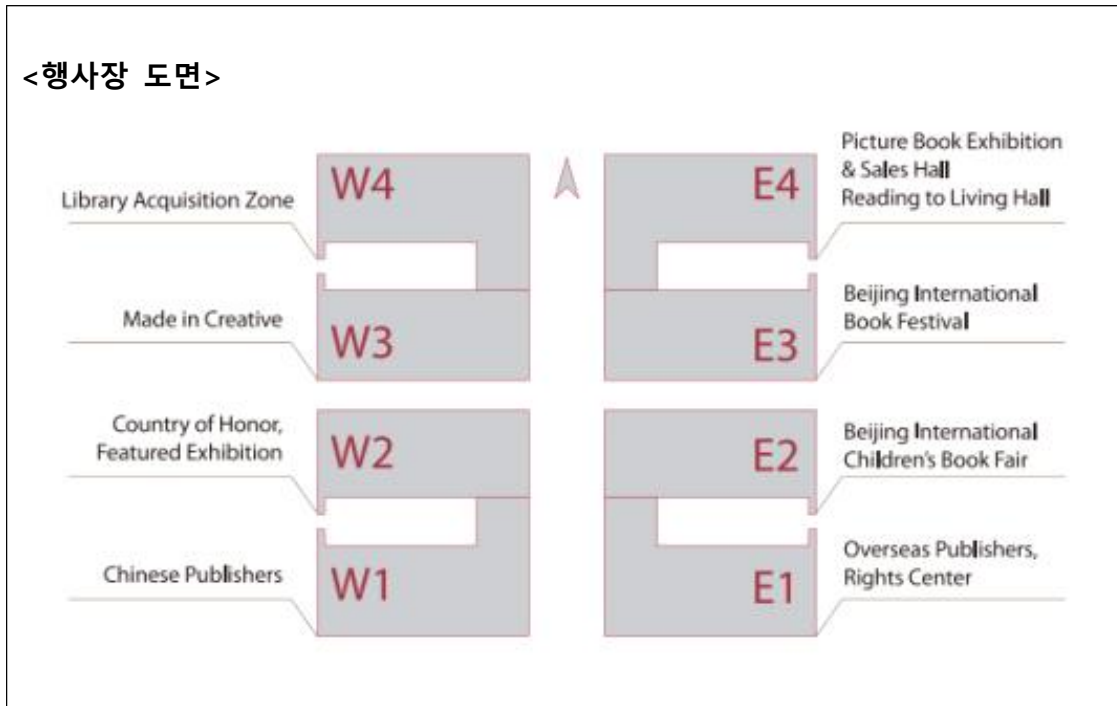 <행사장 도면>
Library Acquisition Zone
W4
Made in Creative
W3
Country of Honor,
Featured Exhibition
W2
Chinese Publishers
W1
Picture Book Exhibition
& Sales Hall
Reading to Living Hall
E4
Beijing International
Book Festival
E3
Beijing International
Children's Book Fair
E2
Overseas Publishers,
Rights Center
E1